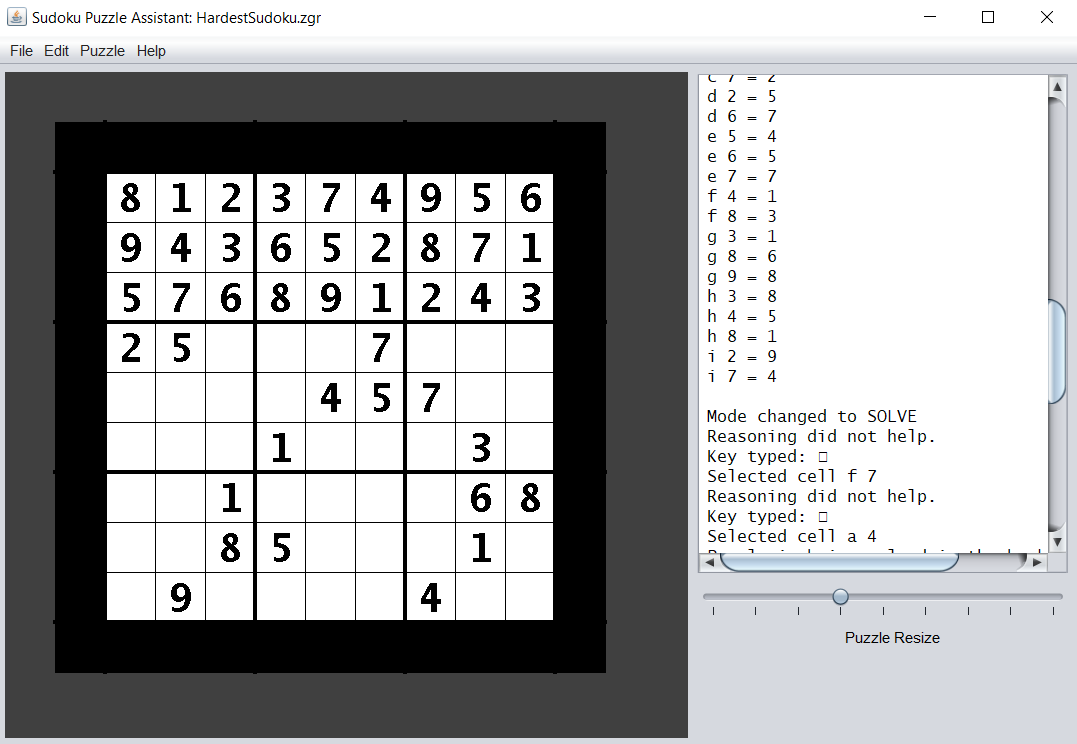 Sudoku Puzzle Assistant: HardestSudoku.zgr
File Edit Puzzle Help
8 1 2 3 7 4 9 5 6
9 4 3 6 5 2 8 7 1
5 7 6 8 9 1 2 4 3
2 5 7
4 5 7
1 3
1 6 8
8 5 1
9 4
c 7 = 2
d 2 = 5
d 6 = 7
e 5 = 4
e 6 = 5
e 7 = 7
f 4 = 1
f 8 = 3
g 3 = 1
g 8 = 6
g 9 = 8
h 3 = 8
h 4 = 5
h 8 = 1
i 2 = 9
i 7 = 4
Mode changed to SOLVE
Reasoning did not help.
Key typed: □
Selected cell f 7
Reasoning did not help.
Key typed: □
Selected cell a 4
Puzzle Resize